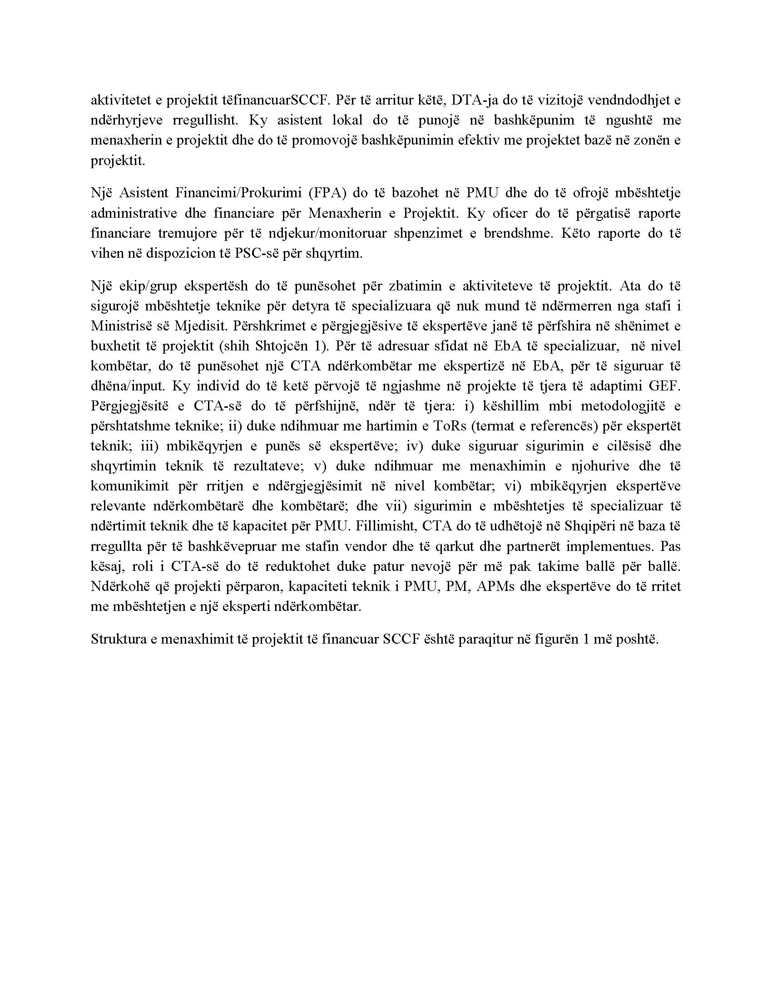 aktivitetet e projektit tëfinancuarSCCF. Për të arritur këtë, DTA-ja do të vizitojë vendndodhjet e
ndërhyrjeve rregullisht. Ky asistent lokal do të punojë në bashkëpunim të ngushtë me
menaxherin e projektit dhe do të promovojë bashkëpunimin efektiv me projektet bazë në zonën e
projektit.
Një Asistent Financimi/Prokurimi (FPA) do të bazohet në PMU dhe do të ofrojë mbështetje
administrative dhe financiare për Menaxherin e Projektit. Ky oficer do të përgatisë raporte
financiare tremujore për të ndjekur/monitoruar shpenzimet e brendshme. Këto raporte do të
vihen në dispozicion të PSC-së për shqyrtim.
Një ekip/grup ekspertësh do të punësohet për zbatimin e aktiviteteve të projektit. Ata do të
sigurojë mbështetje teknike për detyra të specializuara që nuk mund të ndërmerren nga stafi i
Ministrisë së Mjedisit. Përshkrimet e përgjegjësive të ekspertëve janë të përfshira në shënimet e
buxhetit të projektit (shih Shtojcën 1). Për të adresuar sfidat në EbA të specializuar,  në nivel
kombëtar, do të punësohet një CTA ndërkombëtar me ekspertizë në EbA, për të siguruar të
dhëna/input. Ky individ do të ketë përvojë të ngjashme në projekte të tjera të adaptimi GEF.
Përgjegjësitë e CTA-së do të përfshijnë, ndër të tjera: i) këshillim mbi metodologjitë e
përshtatshme teknike; ii) duke ndihmuar me hartimin e ToRs (termat e referencës) për ekspertët
teknik; iii) mbikëqyrjen e punës së ekspertëve; iv) duke siguruar sigurimin e cilësisë dhe
shqyrtimin teknik të rezultateve; v) duke ndihmuar me menaxhimin e njohurive dhe të
komunikimit për rritjen e ndërgjegjësimit në nivel kombëtar; vi) mbikëqyrjen ekspertëve
relevante ndërkombëtarë dhe kombëtarë; dhe vii) sigurimin e mbështetjes të specializuar të
ndërtimit teknik dhe të kapacitet për PMU. Fillimisht, CTA do të udhëtojë në Shqipëri në baza të
rregullta për të bashkëvepruar me stafin vendor dhe të qarkut dhe partnerët implementues. Pas
kësaj, roli i CTA-së do të reduktohet duke patur nevojë për më pak takime ballë për ballë.
Ndërkohë që projekti përparon, kapaciteti teknik i PMU, PM, APMs dhe ekspertëve do të rritet
me mbështetjen e një eksperti ndërkombëtar.
Struktura e menaxhimit të projektit të financuar SCCF është paraqitur në figurën 1 më poshtë.